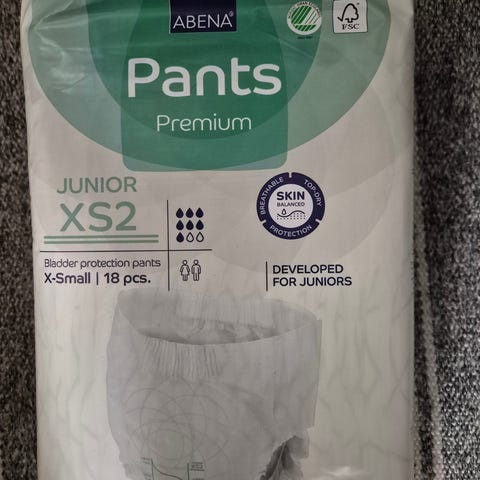 ABENA
FSC
Pants
Premium
JUNIOR
XS2
BREATHABLE TOP-DRY
SKIN
BALANCED
PROTECTION
Bladder protection pants
X-Small | 18 pcs.
DEVELOPED
FOR JUNIORS